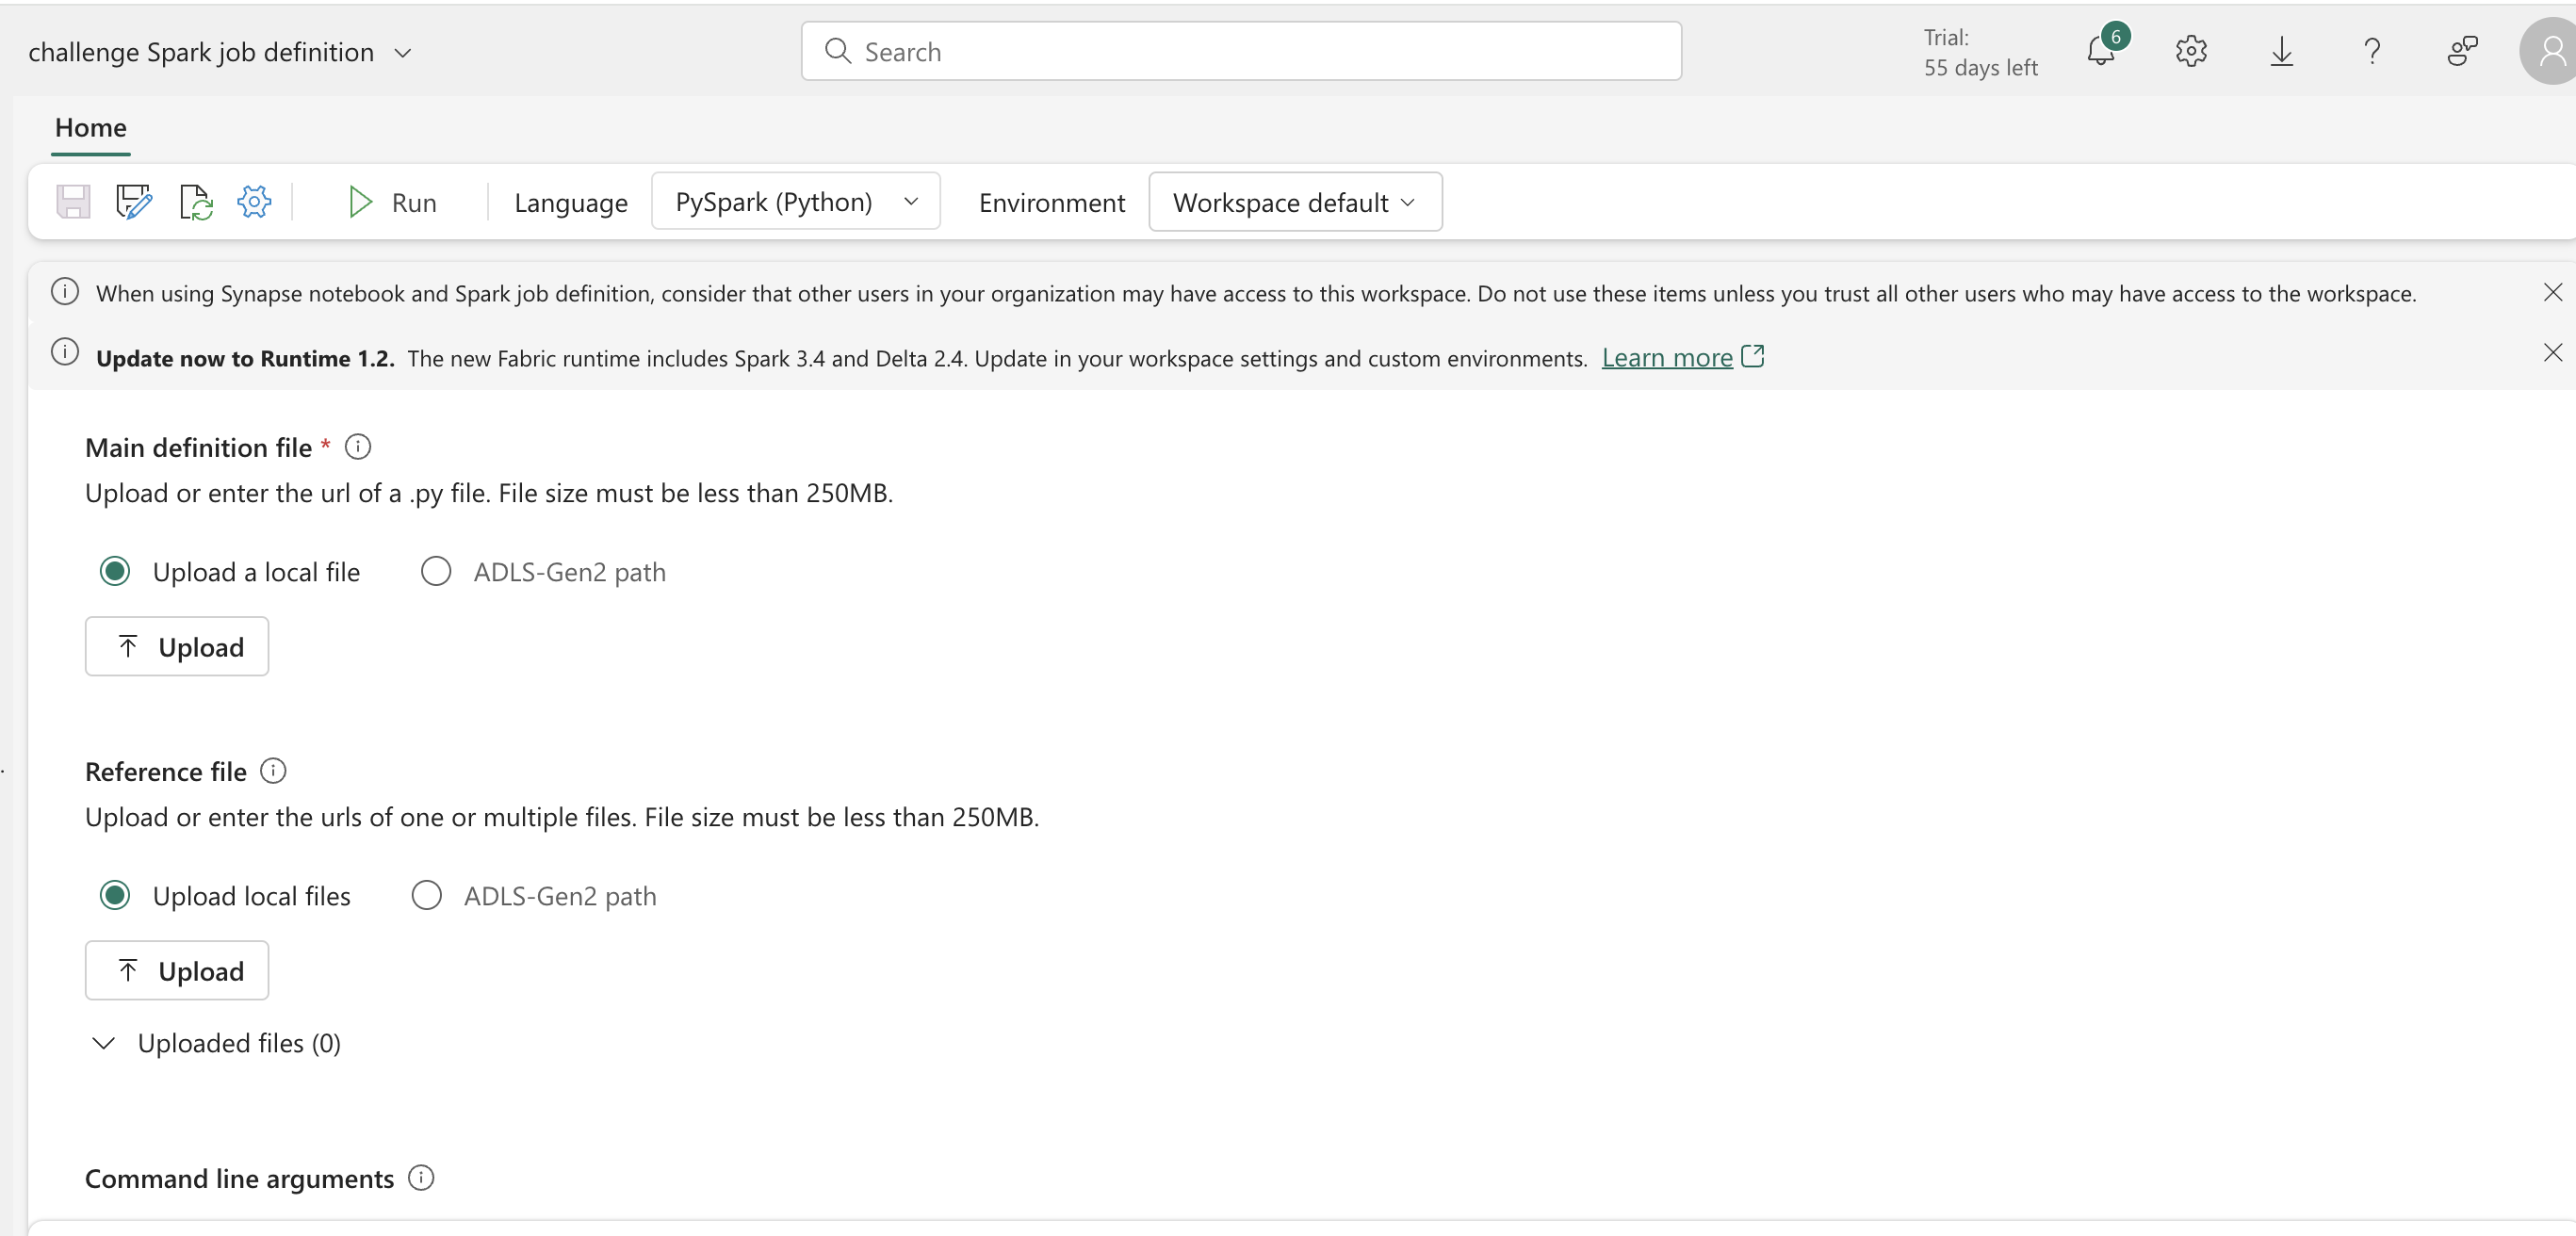 challenge Spark job definition
Search
Trial:
55 days left
6
Home
Run
Language
PySpark (Python)
Environment
Workspace default
When using Synapse notebook and Spark job definition, consider that other users in your organization may have access to this workspace. Do not use these items unless you trust all other users who may have access to the workspace.
Update now to Runtime 1.2. The new Fabric runtime includes Spark 3.4 and Delta 2.4. Update in your workspace settings and custom environments. Learn more
Main definition file *
Upload or enter the url of a .py file. File size must be less than 250MB.
Upload a local file
ADLS-Gen2 path
Upload
Reference file
Upload or enter the urls of one or multiple files. File size must be less than 250MB.
Upload local files
ADLS-Gen2 path
Upload
Uploaded files (0)
Command line arguments